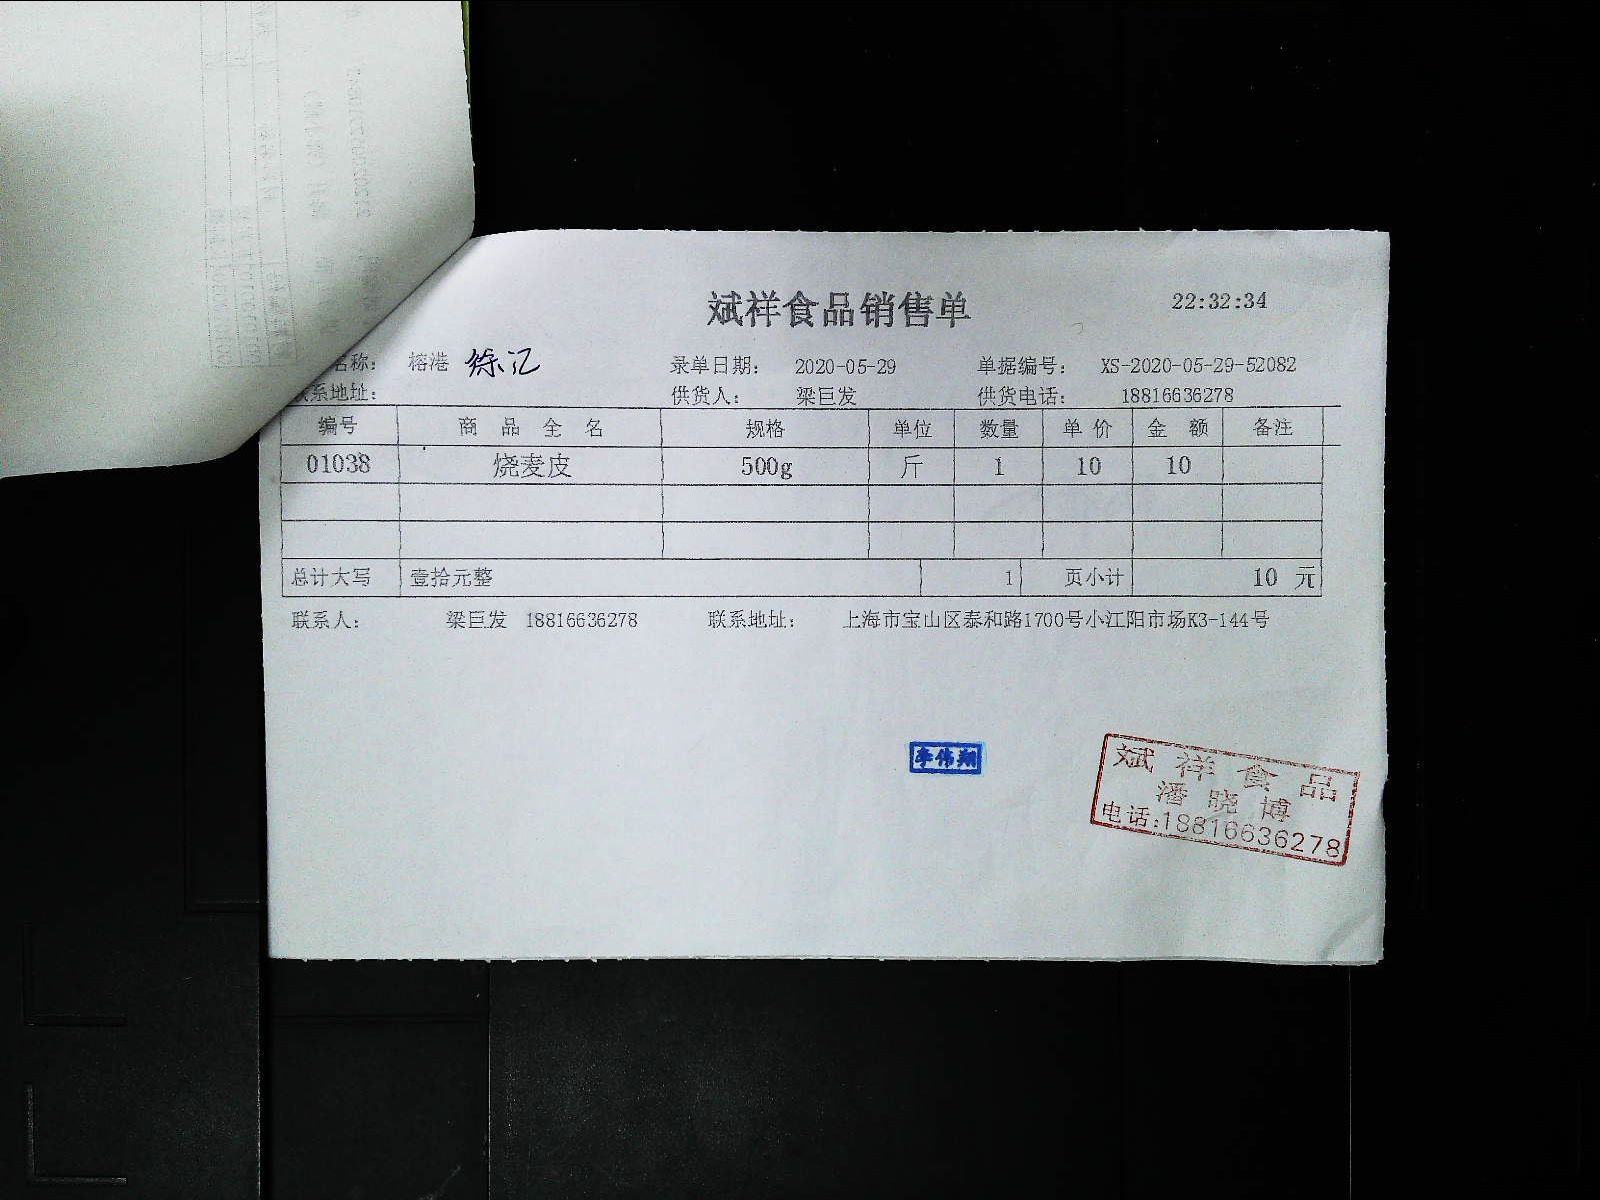 斌祥食品销售单 22:32:34
名称： 榕港 徐汇 录单日期： 2020-05-29 单据编号： XS-2020-05-29-52082
联系地址： 供货人： 梁巨发 供货电话： 18816636278
编号 商品全名 规格 单位 数量 单价 金额 备注
01038 烧麦皮 500g 斤 1 10 10
总计大写 壹拾元整 1 页小计 10 元
联系人： 梁巨发 18816636278 联系地址： 上海市宝山区泰和路1700号小江阳市场K3-144号
李伟翔
斌祥食品
潘晓博
电话:18816636278